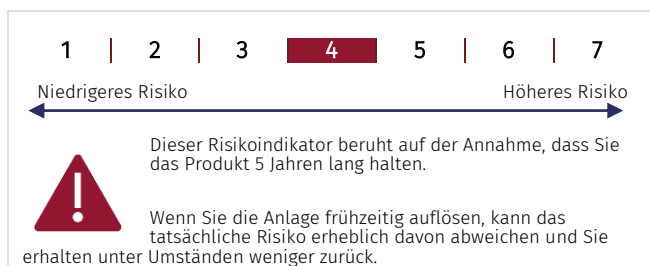 1 | 2 | 3 | 4 | 5 | 6 | 7
Niedrigeres Risiko Höheres Risiko
Dieser Risikoindikator beruht auf der Annahme, dass Sie
das Produkt 5 Jahren lang halten.
Wenn Sie die Anlage frühzeitig auflösen, kann das
tatsächliche Risiko erheblich davon abweichen und Sie
erhalten unter Umständen weniger zurück.